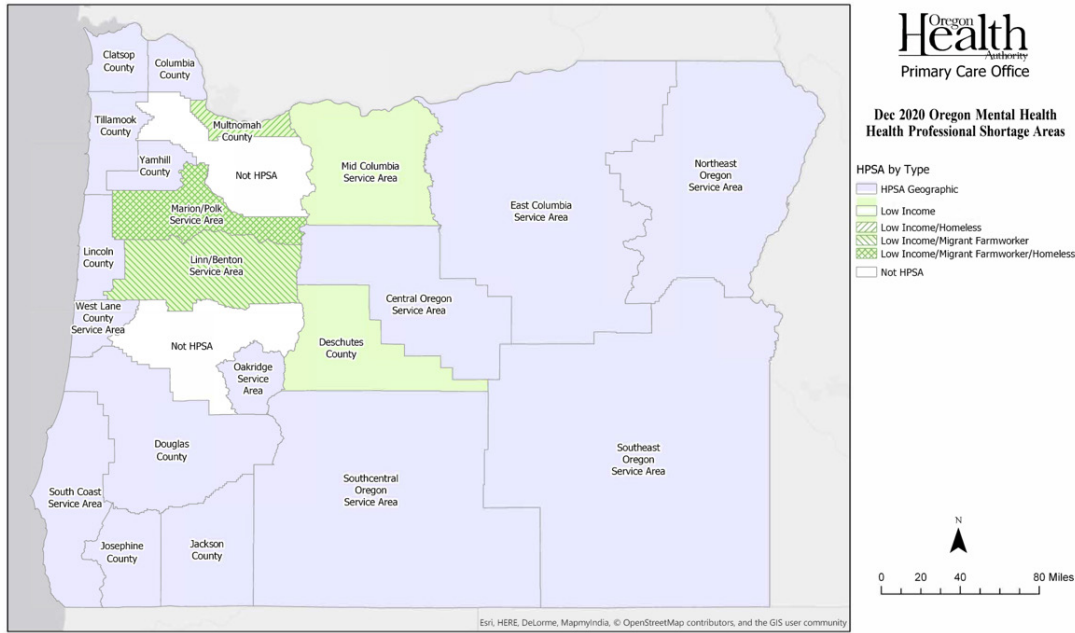 Clatsop
County
Columbia
County
Tillamook
County
Multnomah
County
Yamhill
County
Not HPSA
Mid Columbia
Service Area
Northeast
Oregon
Service Area
East Columbia
Service Area
Marion/Polk
Service Area
Lincoln
County
Linn/Benton
Service Area
West Lane
County
Service Area
Central Oregon
Service Area
Not HPSA
Deschutes
County
Oakridge
Service
Area
Douglas
County
Southeast
Oregon
Service Area
Southcentral
Oregon
Service Area
South Coast
Service Area
Josephine
County
Jackson
County
Esri, HERE, DeLorme, MapmyIndia, © OpenStreetMap contributors, and the GIS user community
Oregon
Health
Authority
Primary Care Office
Dec 2020 Oregon Mental Health
Health Professional Shortage Areas
HPSA by Type
HPSA Geographic
Low Income
Low Income/Homeless
Low Income/Migrant Farmworker
Low Income/Migrant Farmworker/Homeless
Not HPSA
N
0 20 40 80 Miles